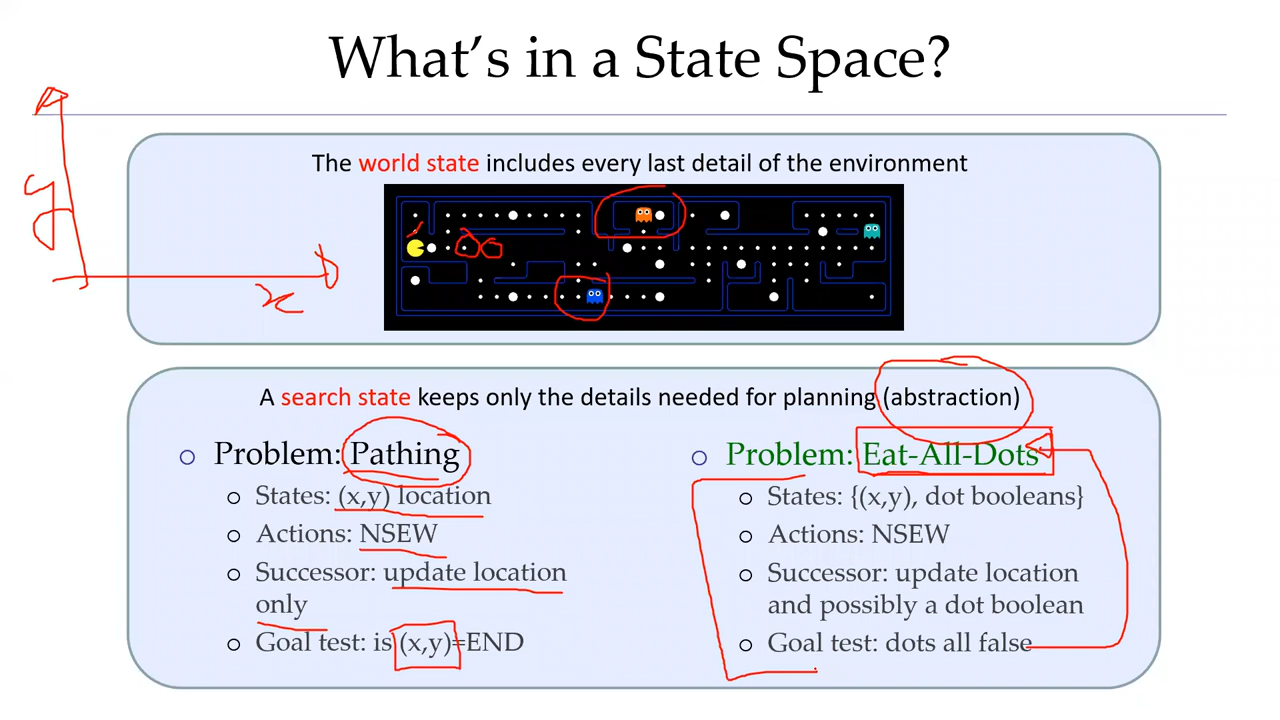 What's in a State Space?
y
x
The world state includes every last detail of the environment
A search state keeps only the details needed for planning (abstraction)
Problem: Pathing
States: (x,y) location
Actions: NSEW
Successor: update location
only
Goal test: is (x,y)=END
Problem: Eat-All-Dots
States: {(x,y), dot booleans}
Actions: NSEW
Successor: update location
and possibly a dot boolean
Goal test: dots all false